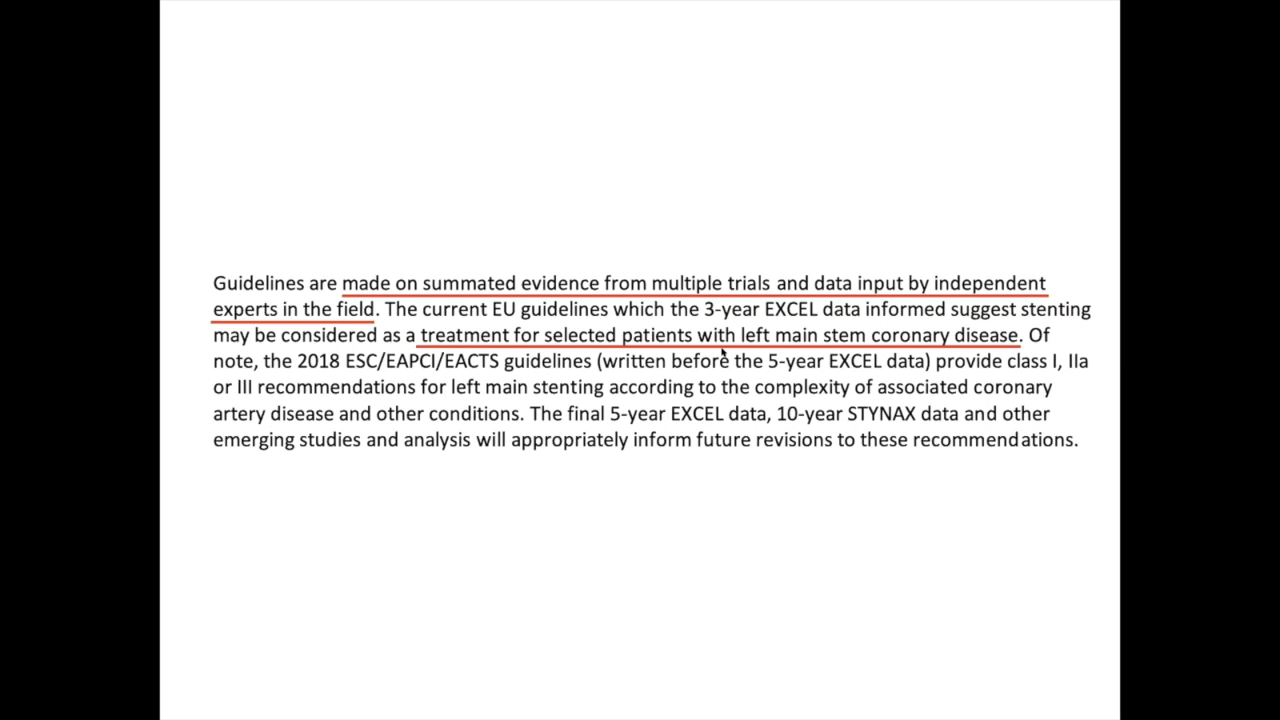 Guidelines are made on summated evidence from multiple trials and data input by independent
experts in the field. The current EU guidelines which the 3-year EXCEL data informed suggest stenting
may be considered as a treatment for selected patients with left main stem coronary disease. Of
note, the 2018 ESC/EAPCI/EACTS guidelines (written before the 5-year EXCEL data) provide class I, IIa
or III recommendations for left main stenting according to the complexity of associated coronary
artery disease and other conditions. The final 5-year EXCEL data, 10-year STYNAX data and other
emerging studies and analysis will appropriately inform future revisions to these recommendations.